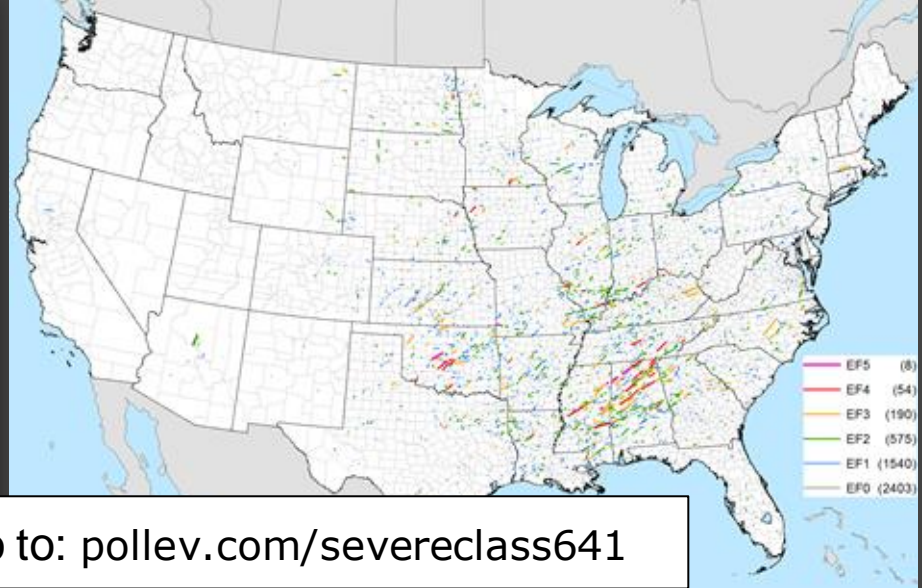 EF5 (8)
EF4 (54)
EF3 (190)
EF2 (575)
EF1 (1540)
EF0 (2403)
to: pollev.com/severeclass641